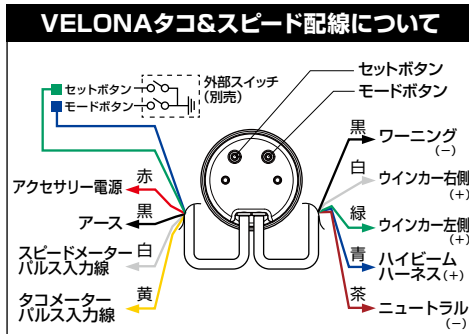 VELONAタコ&スピード配線について
セットボタン
モードボタン
外部スイッチ
(別売)
セットボタン
モードボタン
赤
アクセサリー電源
黒
アース
白
スピードメーター
パルス入力線
黄
タコメーター
パルス入力線
黒
ワーニング
(−)
白
ウインカー右側
(+)
緑
ウインカー左側
(+)
青
ハイビーム
ハーネス(+)
茶
ニュートラル
(−)